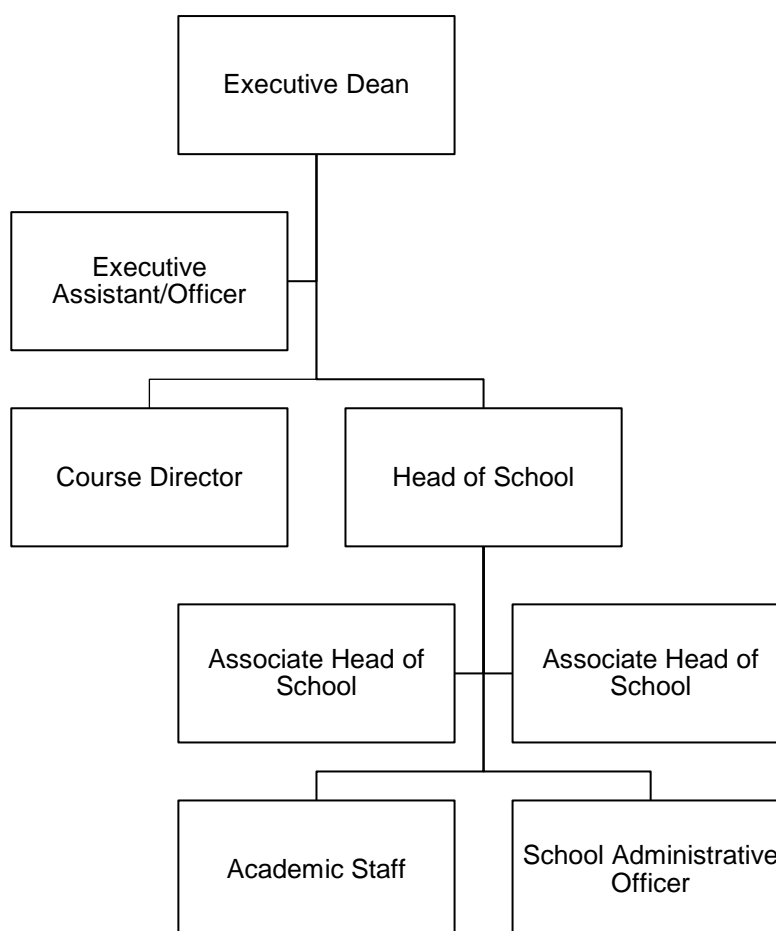 Executive Dean
Executive
Assistant/Officer
Course Director
Head of School
Associate Head of
School
Associate Head of
School
Academic Staff
School Administrative
Officer